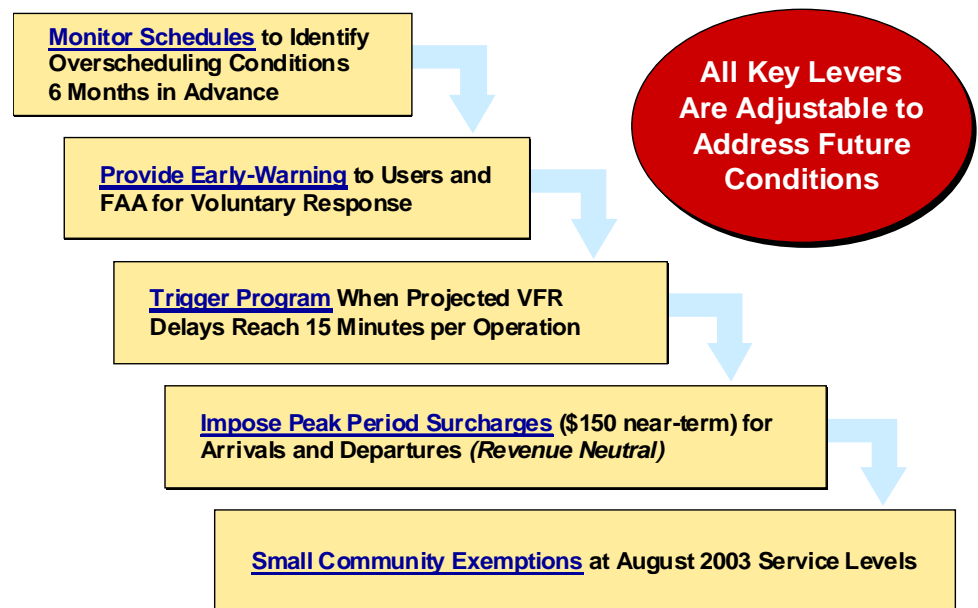 Monitor Schedules to Identify
Overscheduling Conditions
6 Months in Advance
All Key Levers
Are Adjustable to
Address Future
Conditions
Provide Early-Warning to Users and
FAA for Voluntary Response
Trigger Program When Projected VFR
Delays Reach 15 Minutes per Operation
Impose Peak Period Surcharges ($150 near-term) for
Arrivals and Departures (Revenue Neutral)
Small Community Exemptions at August 2003 Service Levels